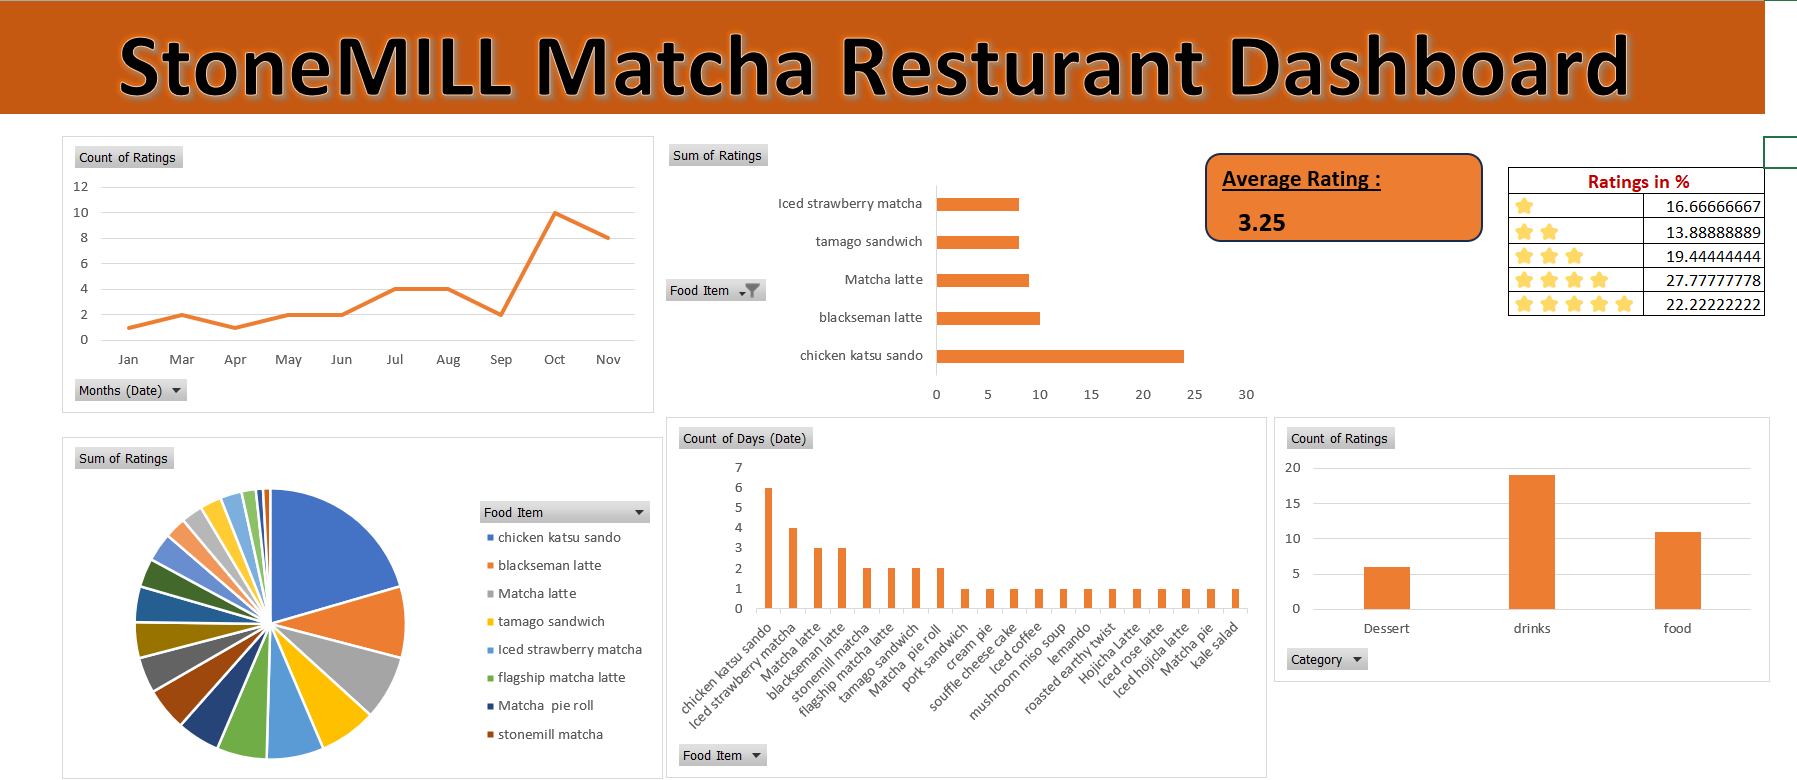 StoneMILL Matcha Resturant Dashboard
Count of Ratings
12
10
8
6
4
2
0
Jan Mar Apr May Jun Jul Aug Sep Oct Nov
Months (Date)
Sum of Ratings
Food Item
Iced strawberry matcha
tamago sandwich
Matcha latte
blackseman latte
chicken katsu sando
0 5 10 15 20 25 30
Average Rating :
3.25
Ratings in %
16.66666667
13.88888889
19.44444444
27.77777778
22.22222222
Sum of Ratings
Food Item
chicken katsu sando
blackseman latte
Matcha latte
tamago sandwich
Iced strawberry matcha
flagship matcha latte
Matcha  pie roll
stonemill matcha
Count of Days (Date)
7
6
5
4
3
2
1
0
chicken katsu sando
Iced strawberry matcha
Matcha latte
blackseman latte
stonemill matcha
flagship matcha latte
tamago sandwich
Matcha  pie roll
pork sandwich
cream pie
souffle cheese cake
Iced coffee
mushroom miso soup
lemando
roasted earthy twist
Hojicha Latte
Iced rose latte
Iced hojicla latte
Matcha pie
kale salad
Food Item
Count of Ratings
20
15
10
5
0
Dessert drinks food
Category